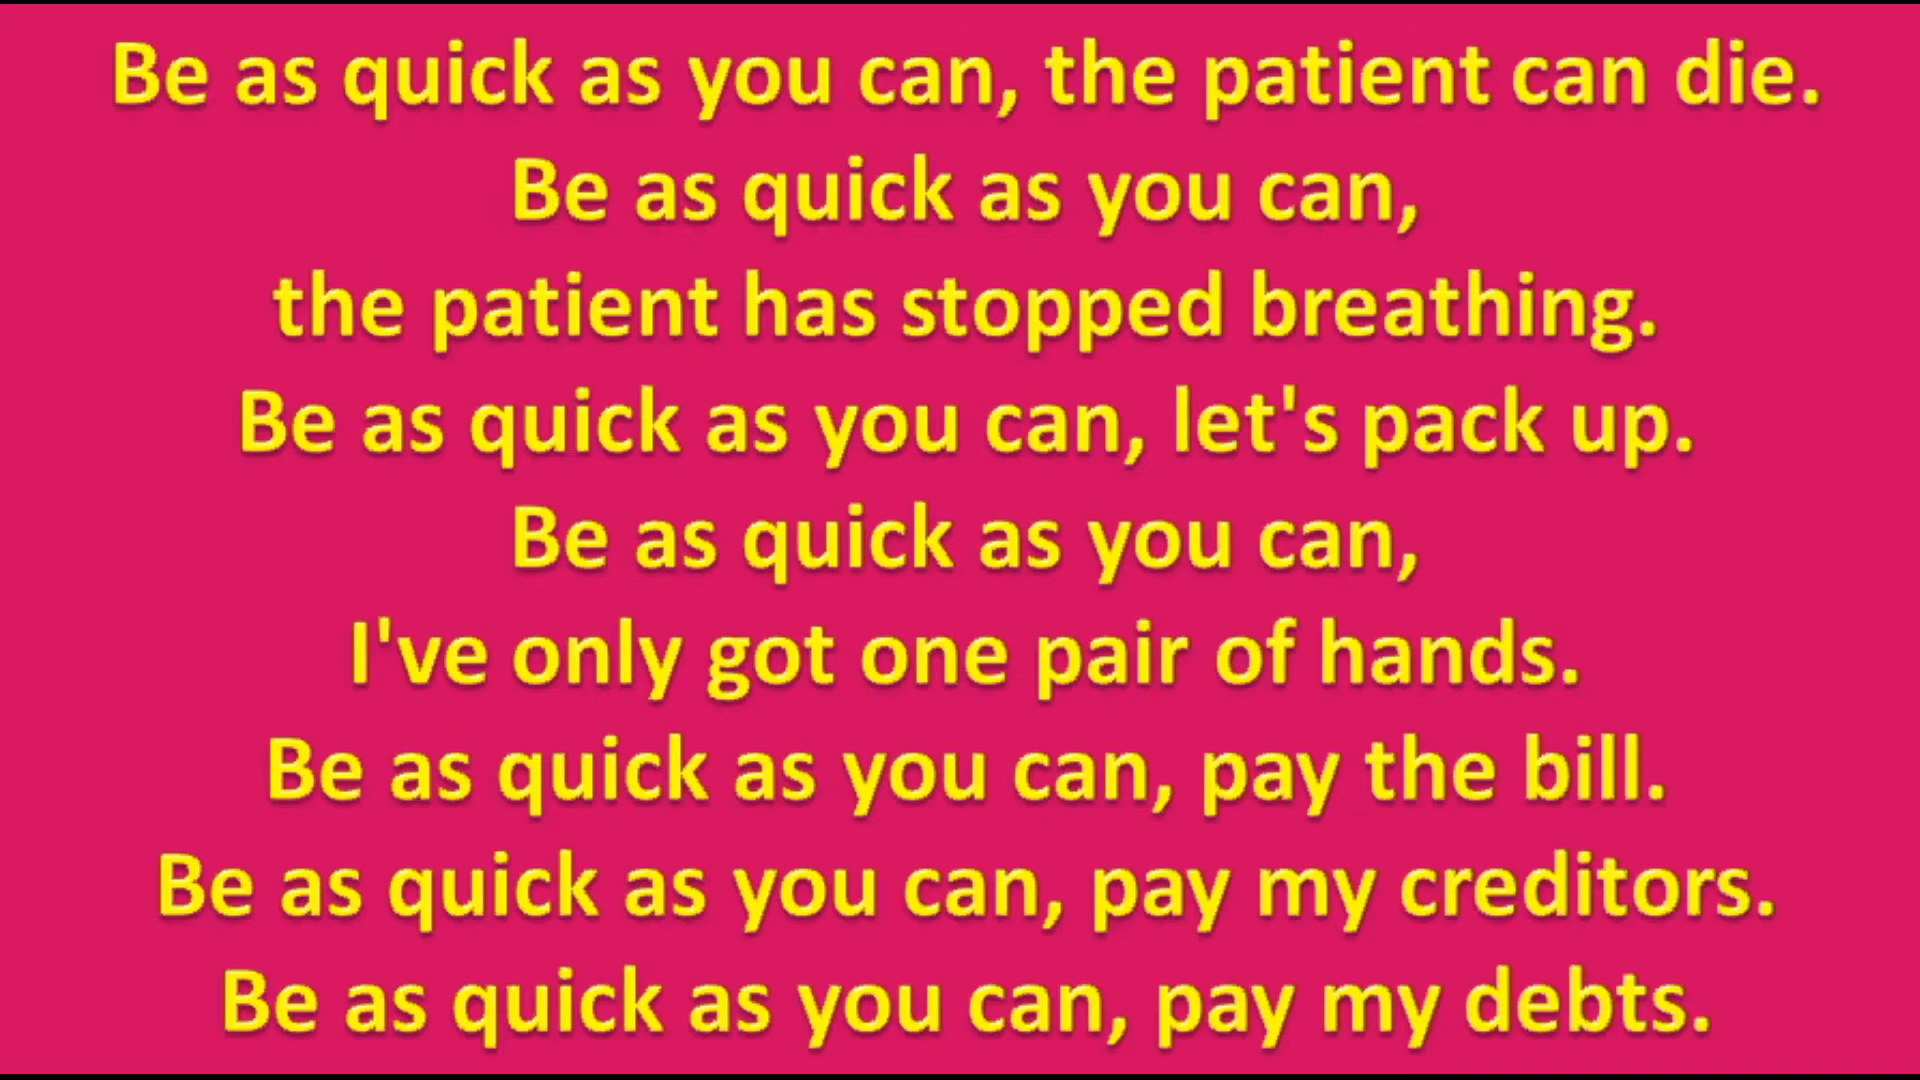 Be as quick as you can, the patient can die.
Be as quick as you can,
the patient has stopped breathing.
Be as quick as you can, let's pack up.
Be as quick as you can,
I've only got one pair of hands.
Be as quick as you can, pay the bill.
Be as quick as you can, pay my creditors.
Be as quick as you can, pay my debts.